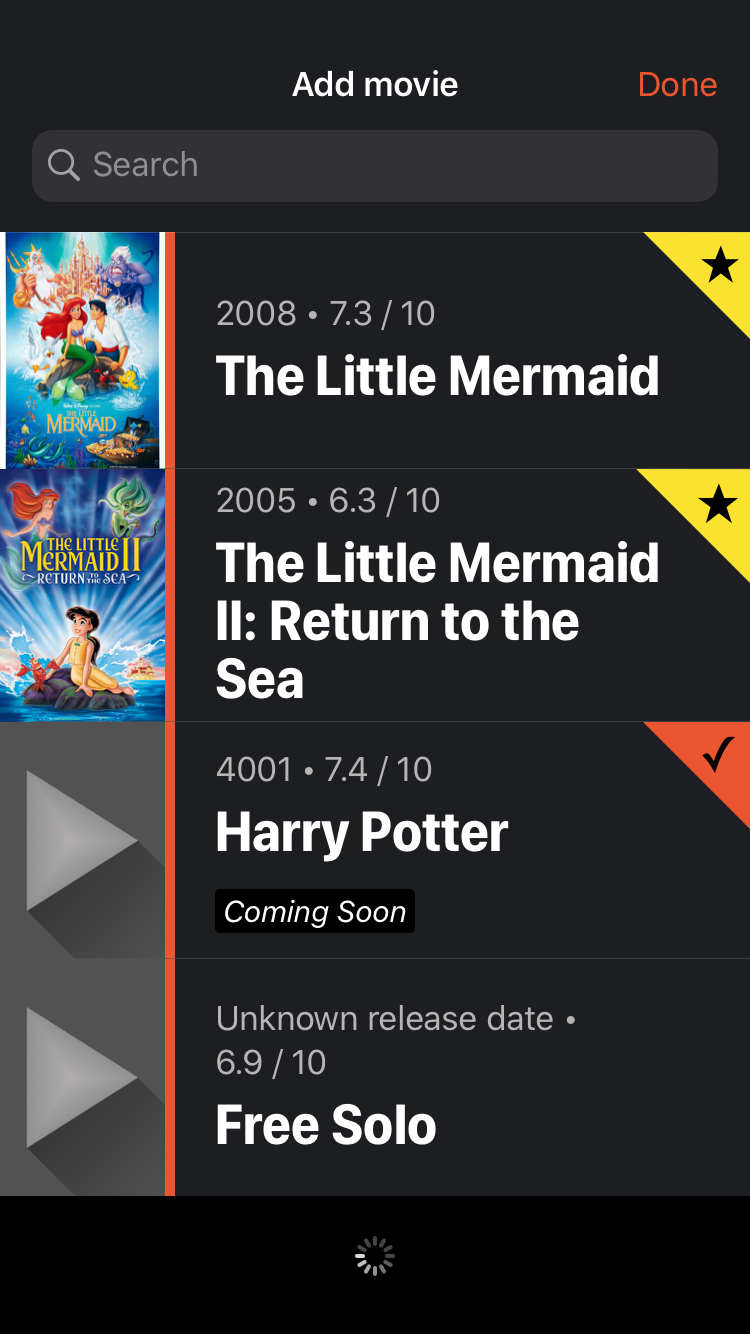 Add movie
Done
Search
2008 • 7.3 / 10
The Little Mermaid
THE LITTLE
MERMAID
2005 • 6.3 / 10
The Little Mermaid
II: Return to the
Sea
THE LITTLE
MERMAID II
RETURN TO THE SEA
4001 • 7.4 / 10
Harry Potter
Coming Soon
Unknown release date •
6.9 / 10
Free Solo